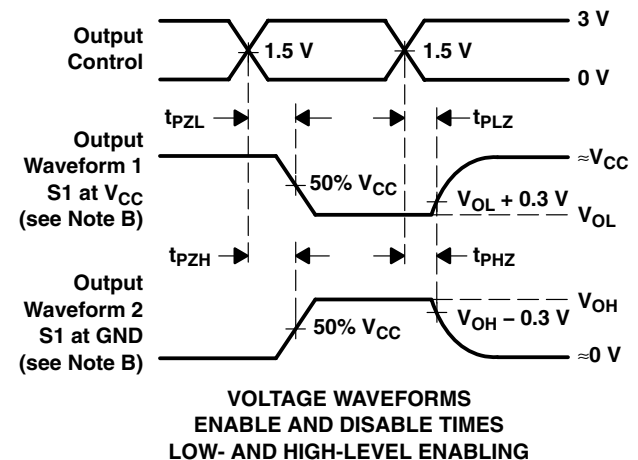 3 V
Output
Control
1.5 V
1.5 V
0 V
tPZL
tPLZ
Output
Waveform 1
S1 at VCC
(see Note B)
≈VCC
50% VCC
VOL + 0.3 V
VOL
tPZH
tPHZ
Output
Waveform 2
S1 at GND
(see Note B)
VOH
50% VCC
VOH − 0.3 V
≈0 V
VOLTAGE WAVEFORMS
ENABLE AND DISABLE TIMES
LOW- AND HIGH-LEVEL ENABLING